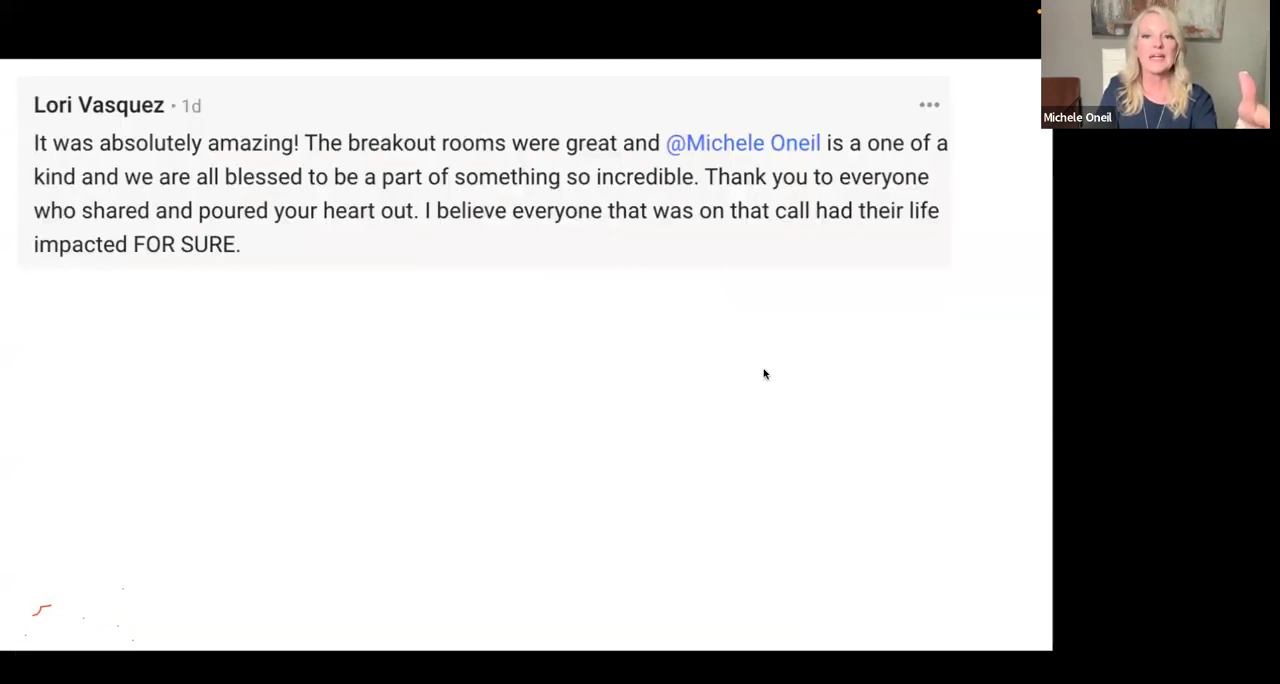 Lori Vasquez · 1d
It was absolutely amazing! The breakout rooms were great and @Michele Oneil is a one of a
kind and we are all blessed to be a part of something so incredible. Thank you to everyone
who shared and poured your heart out. I believe everyone that was on that call had their life
impacted FOR SURE.
Michele Oneil